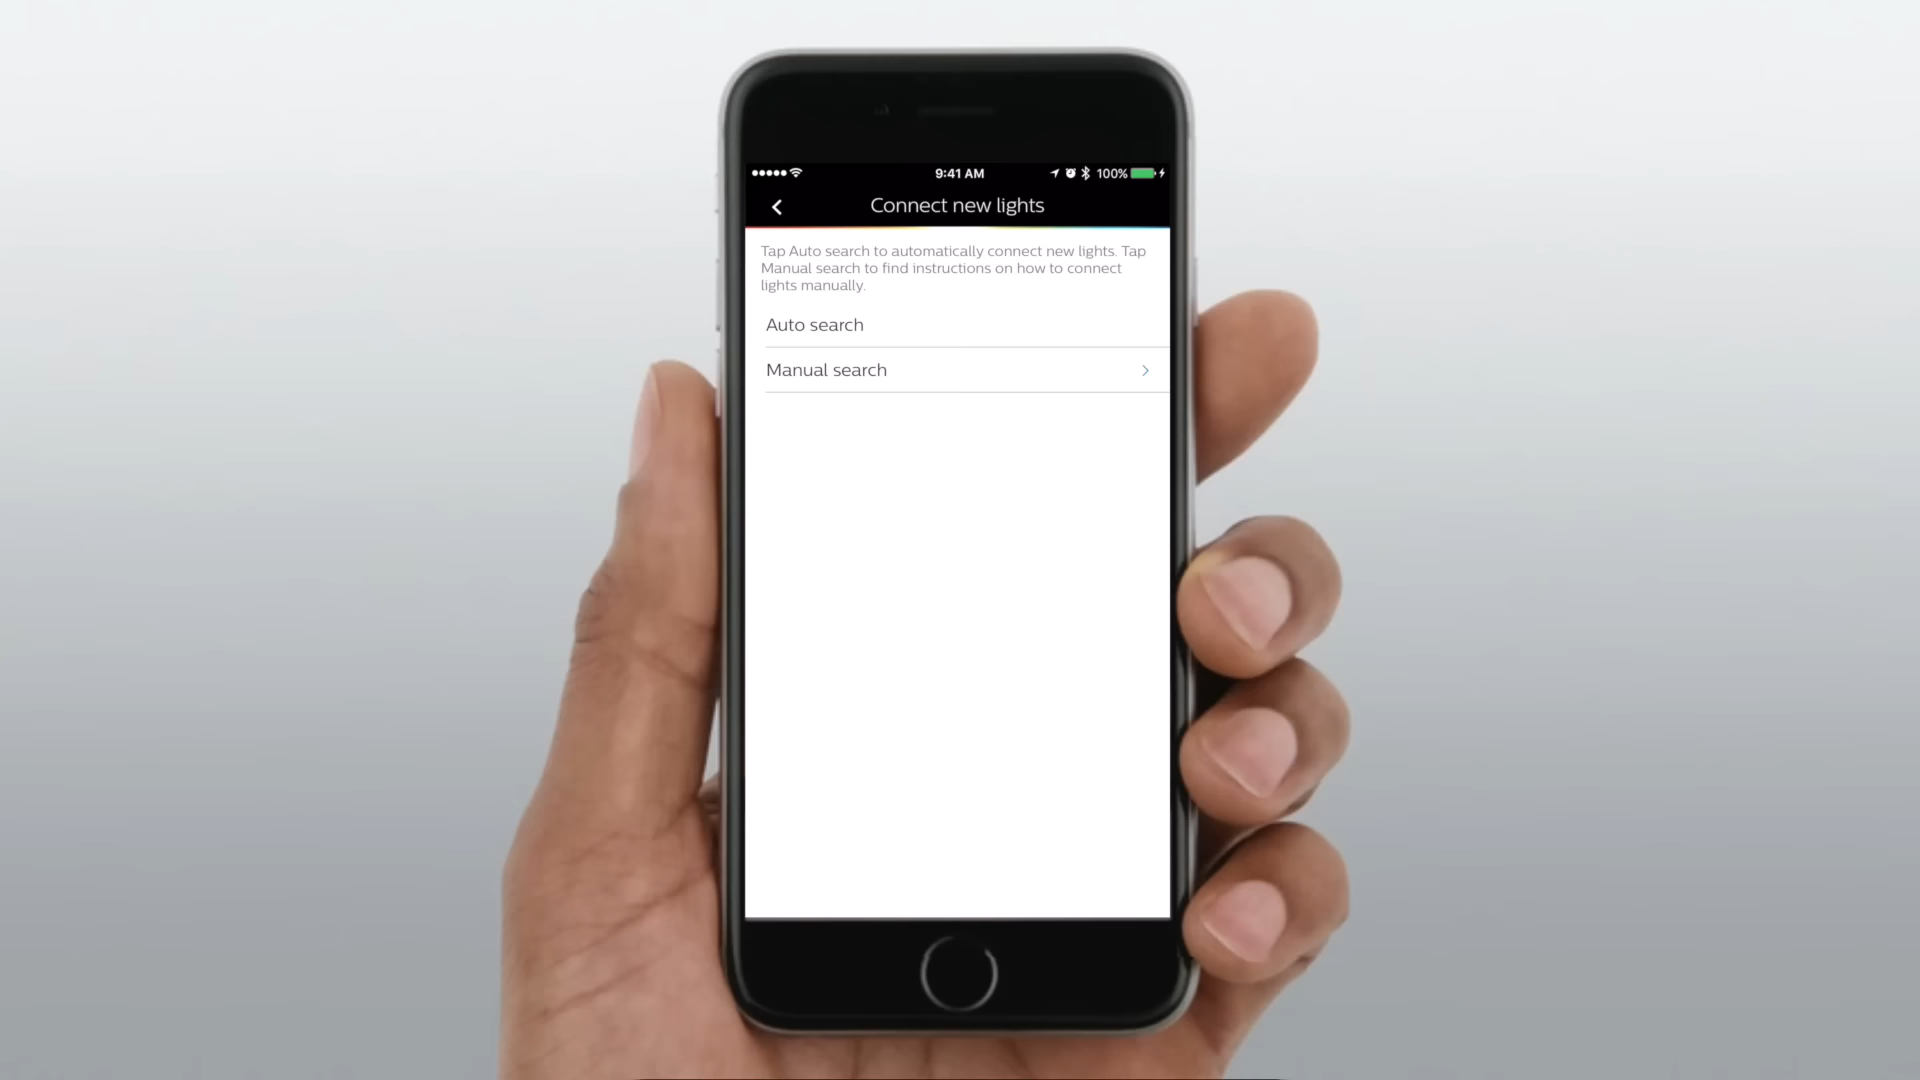 9:41 AM
100%
Connect new lights
Tap Auto search to automatically connect new lights. Tap
Manual search to find instructions on how to connect
lights manually.
Auto search
Manual search